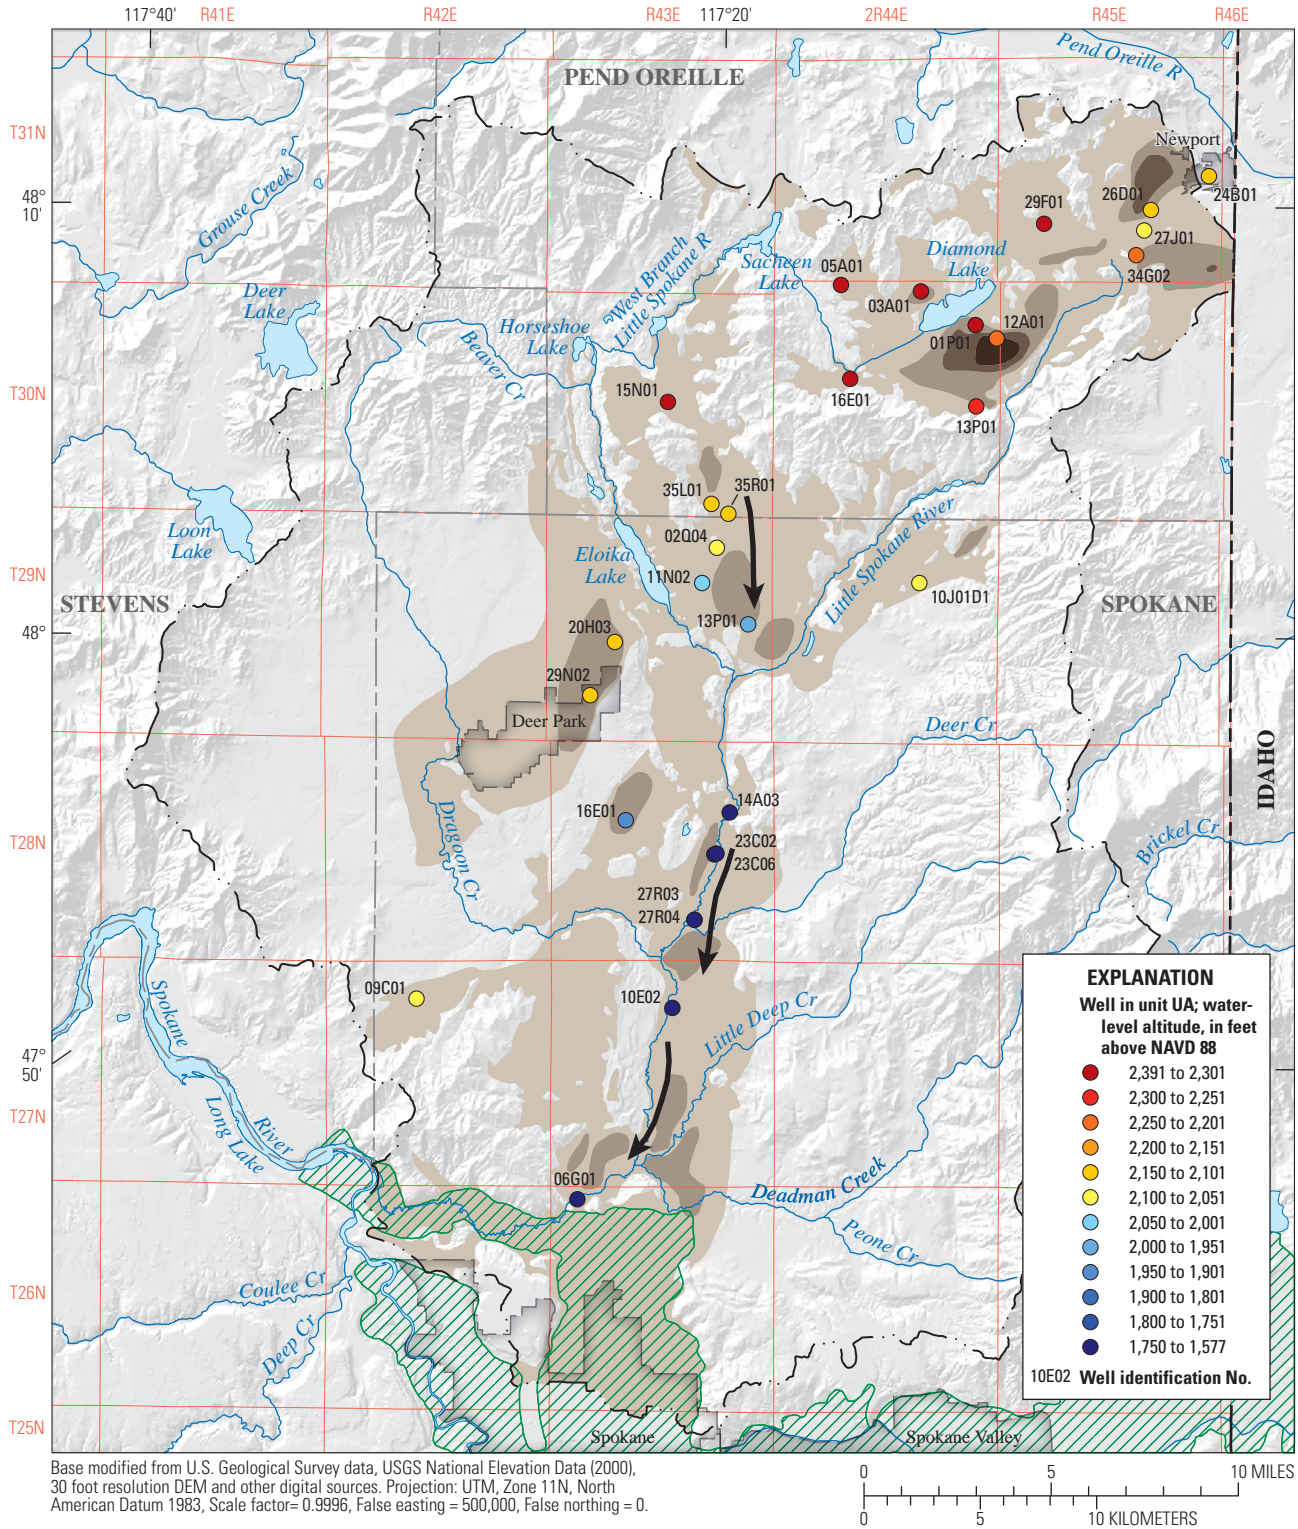 117°40'
R41E
R42E
R43E
117°20'
2R44E
R45E
R46E
Pend Oreille R
PEND OREILLE
T31N
Newport
Grouse Creek
48°
10'
26D01
24B01
29F01
27J01
West Branch
Little Spokane R
Diamond
Lake
Sacheen
Lake
05A01
34G02
03A01
Deer
Lake
Horseshoe
Lake
12A01
01P01
Beaver Cr
T30N
15N01
16E01
13P01
35L01
35R01
Loon
Lake
02Q04
Little Spokane River
Eloika
Lake
T29N
11N02
10J01D1
STEVENS
SPOKANE
13P01
48°
20H03
29N02
Deer Park
Deer Cr
IDAHO
14A03
16E01
Dragoon Cr
T28N
23C02
23C06
Brickel Cr
27R03
27R04
09C01
10E02
Little Deep Cr
Spokane
River
Long Lake
47°
50'
T27N
06G01
Deadman Creek
Peone Cr
Coulee Cr
T26N
Deep Cr
T25N
Spokane
Spokane Valley
EXPLANATION
Well in unit UA; water-
level altitude, in feet
above NAVD 88
2,391 to 2,301
2,300 to 2,251
2,250 to 2,201
2,200 to 2,151
2,150 to 2,101
2,100 to 2,051
2,050 to 2,001
2,000 to 1,951
1,950 to 1,901
1,900 to 1,801
1,800 to 1,751
1,750 to 1,577
10E02 Well identification No.
Base modified from U.S. Geological Survey data, USGS National Elevation Data (2000),
30 foot resolution DEM and other digital sources. Projection: UTM, Zone 11N, North
American Datum 1983, Scale factor= 0.9996, False easting = 500,000, False northing = 0.
0 5 10 MILES
0 5 10 KILOMETERS